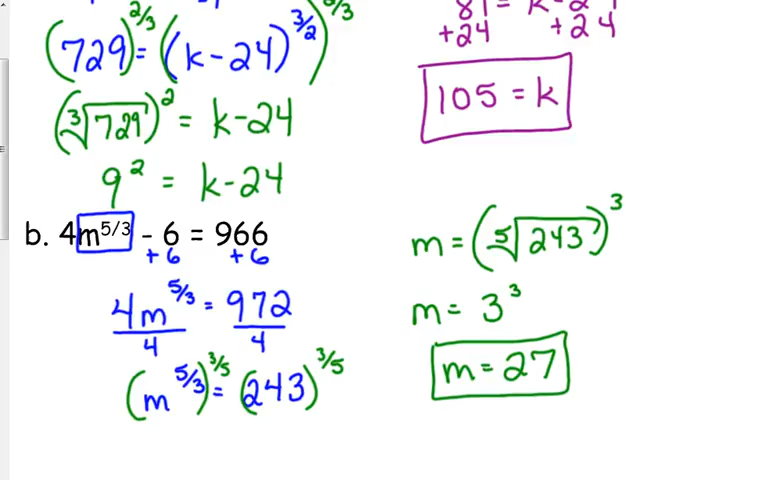 (729)^{2/3} = (k-24)^{3/2})^{2/3}
(∛729)^2 = k-24
9^2 = k-24
81 = k-24
+24 +24
105 = k
b. 4m^{5/3} - 6 = 966
+6 +6
4m^{5/3} = 972
4 4
(m^{5/3})^{3/5} = (243)^{3/5}
m = (⁵√243)^3
m = 3^3
m = 27